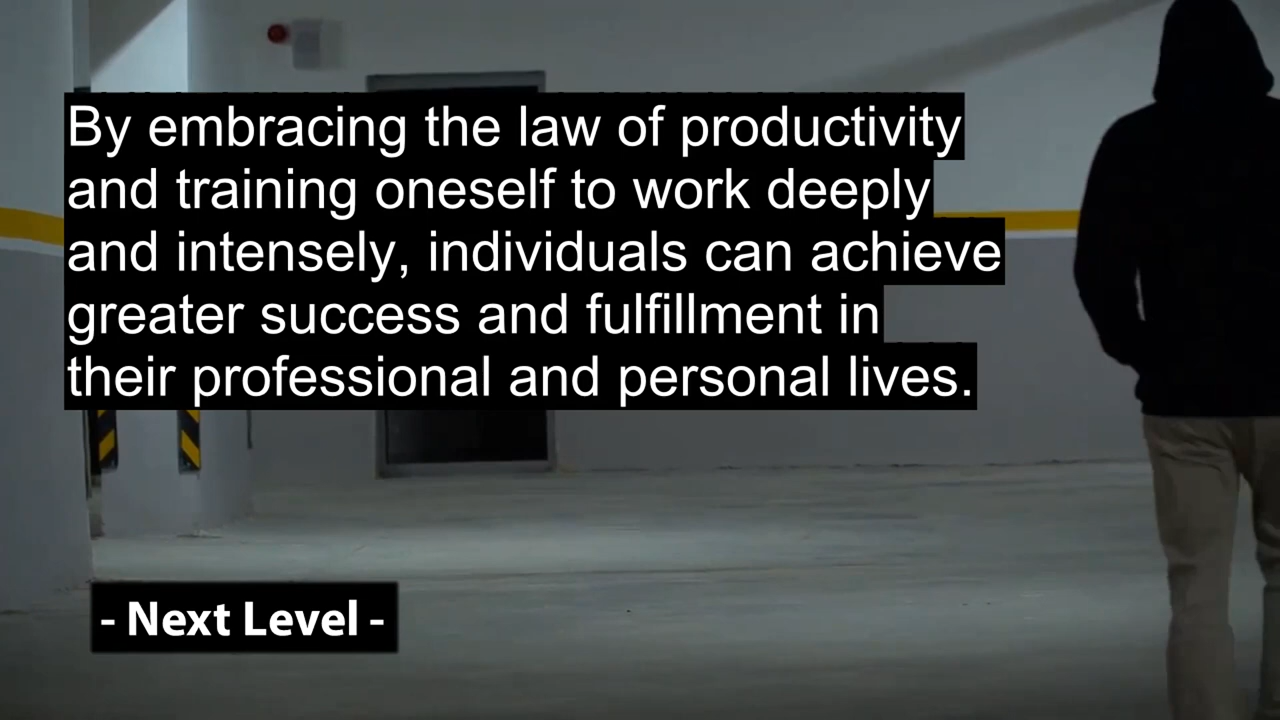 By embracing the law of productivity
and training oneself to work deeply
and intensely, individuals can achieve
greater success and fulfillment in
their professional and personal lives.
- Next Level -